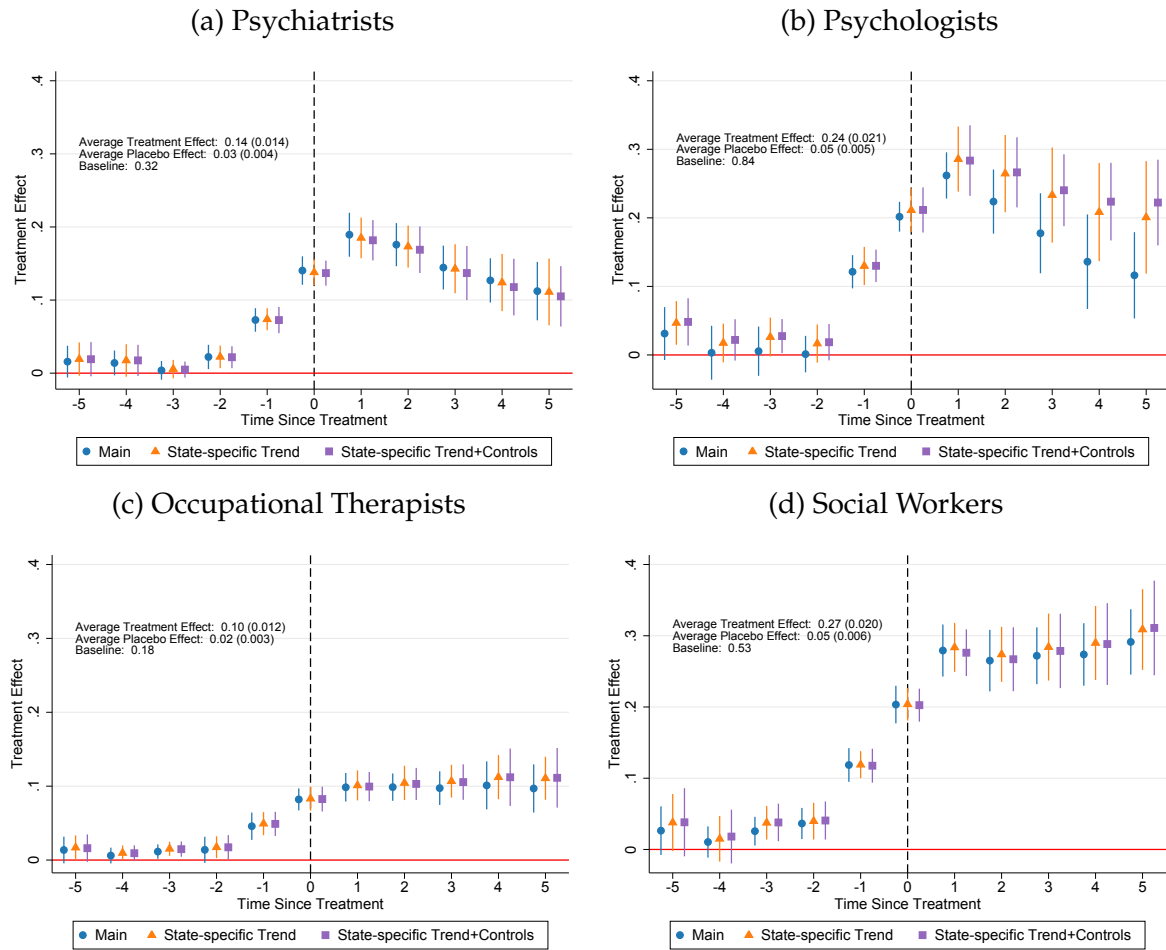 (a) Psychiatrists
Treatment Effect
.4
.3
.2
.1
0
Average Treatment Effect: 0.14 (0.014)
Average Placebo Effect: 0.03 (0.004)
Baseline: 0.32
-5 -4 -3 -2 -1 0 1 2 3 4 5
Time Since Treatment
Main State-specific Trend State-specific Trend+Controls
(b) Psychologists
Treatment Effect
.4
.3
.2
.1
0
Average Treatment Effect: 0.24 (0.021)
Average Placebo Effect: 0.05 (0.005)
Baseline: 0.84
-5 -4 -3 -2 -1 0 1 2 3 4 5
Time Since Treatment
Main State-specific Trend State-specific Trend+Controls
(c) Occupational Therapists
Treatment Effect
.4
.3
.2
.1
0
Average Treatment Effect: 0.10 (0.012)
Average Placebo Effect: 0.02 (0.003)
Baseline: 0.18
-5 -4 -3 -2 -1 0 1 2 3 4 5
Time Since Treatment
Main State-specific Trend State-specific Trend+Controls
(d) Social Workers
Treatment Effect
.4
.3
.2
.1
0
Average Treatment Effect: 0.27 (0.020)
Average Placebo Effect: 0.05 (0.006)
Baseline: 0.53
-5 -4 -3 -2 -1 0 1 2 3 4 5
Time Since Treatment
Main State-specific Trend State-specific Trend+Controls